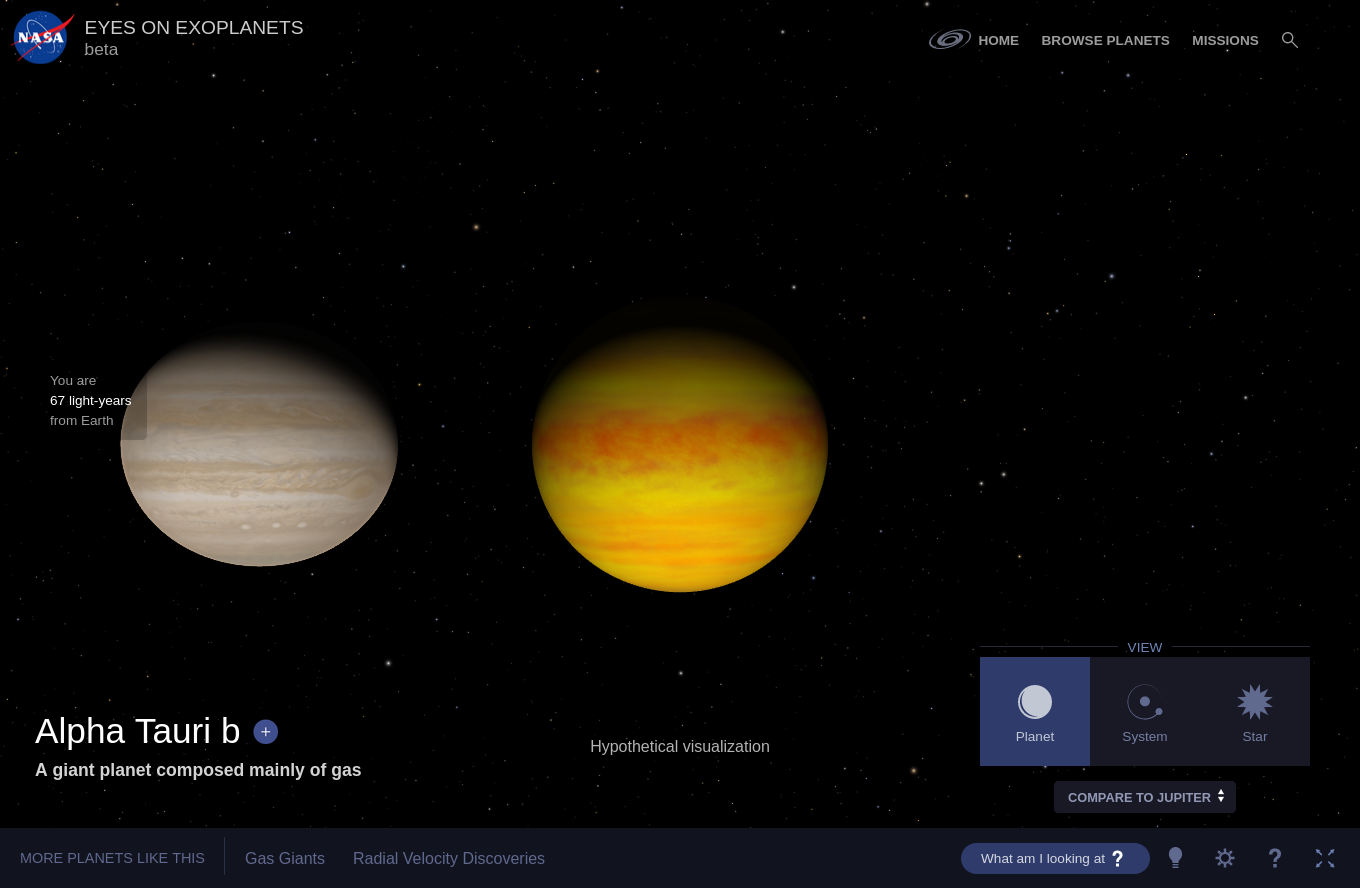 NASA
EYES ON EXOPLANETS
beta
HOME
BROWSE PLANETS
MISSIONS
You are
67 light-years
from Earth
VIEW
Planet
System
Star
Alpha Tauri b +
A giant planet composed mainly of gas
Hypothetical visualization
COMPARE TO JUPITER
MORE PLANETS LIKE THIS
Gas Giants
Radial Velocity Discoveries
What am I looking at ?
?